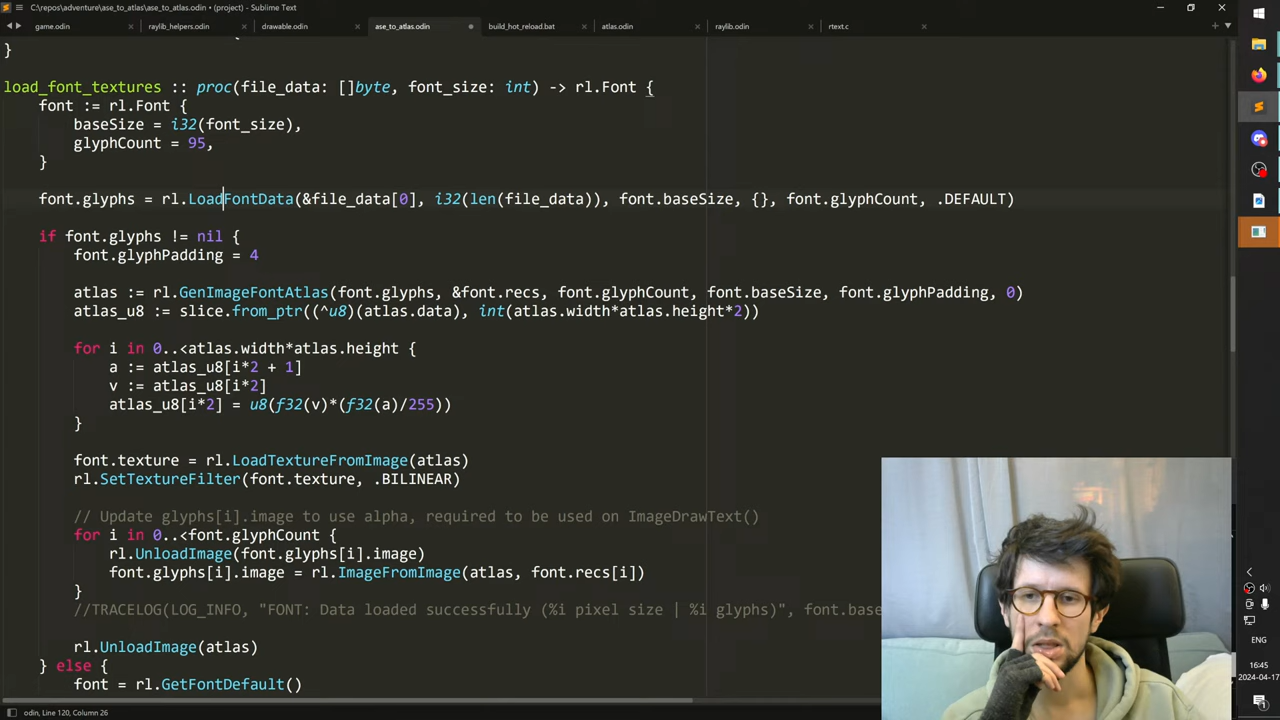 C:\repos\adventure\ase_to_atlas\ase_to_atlas.odin • (project) - Sublime Text
game.odin
raylib_helpers.odin
drawable.odin
ase_to_atlas.odin
build_hot_reload.bat
atlas.odin
raylib.odin
rtext.c
}
load_font_textures :: proc(file_data: []byte, font_size: int) -> rl.Font {
font := rl.Font {
baseSize = i32(font_size),
glyphCount = 95,
}
font.glyphs = rl.LoadFontData(&file_data[0], i32(len(file_data)), font.baseSize, {}, font.glyphCount, .DEFAULT)
if font.glyphs != nil {
font.glyphPadding = 4
atlas := rl.GenImageFontAtlas(font.glyphs, &font.recs, font.glyphCount, font.baseSize, font.glyphPadding, 0)
atlas_u8 := slice.from_ptr((^u8)(atlas.data), int(atlas.width*atlas.height*2))
for i in 0..<atlas.width*atlas.height {
a := atlas_u8[i*2 + 1]
v := atlas_u8[i*2]
atlas_u8[i*2] = u8(f32(v)*(f32(a)/255))
}
font.texture = rl.LoadTextureFromImage(atlas)
rl.SetTextureFilter(font.texture, .BILINEAR)
// Update glyphs[i].image to use alpha, required to be used on ImageDrawText()
for i in 0..<font.glyphCount {
rl.UnloadImage(font.glyphs[i].image)
font.glyphs[i].image = rl.ImageFromImage(atlas, font.recs[i])
}
//TRACELOG(LOG_INFO, "FONT: Data loaded successfully (%i pixel size | %i glyphs)", font.base
rl.UnloadImage(atlas)
} else {
font = rl.GetFontDefault()
odin, Line 120, Column 26
ENG
16:45
2024-04-17